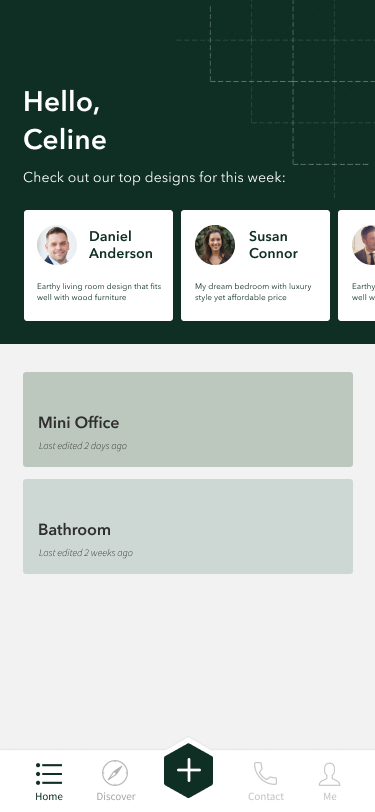 Hello,
Celine
Check out our top designs for this week:
Daniel
Anderson
Earthy living room design that fits
well with wood furniture
Susan
Connor
My dream bedroom with luxury
style yet affordable price
Earthy
well w
Mini Office
Last edited 2 days ago
Bathroom
Last edited 2 weeks ago
Home
Discover
Contact
Me